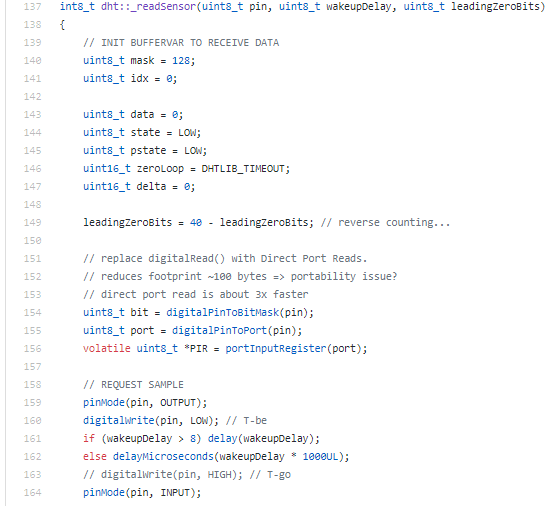 137 int8_t dht::_readSensor(uint8_t pin, uint8_t wakeupDelay, uint8_t leadingZeroBits)
138 {
139     // INIT BUFFERVAR TO RECEIVE DATA
140     uint8_t mask = 128;
141     uint8_t idx = 0;
142
143     uint8_t data = 0;
144     uint8_t state = LOW;
145     uint8_t pstate = LOW;
146     uint16_t zeroLoop = DHTLIB_TIMEOUT;
147     uint16_t delta = 0;
148
149     leadingZeroBits = 40 - leadingZeroBits; // reverse counting...
150
151     // replace digitalRead() with Direct Port Reads.
152     // reduces footprint ~100 bytes => portability issue?
153     // direct port read is about 3x faster
154     uint8_t bit = digitalPinToBitMask(pin);
155     uint8_t port = digitalPinToPort(pin);
156     volatile uint8_t *PIR = portInputRegister(port);
157
158     // REQUEST SAMPLE
159     pinMode(pin, OUTPUT);
160     digitalWrite(pin, LOW); // T-be
161     if (wakeupDelay > 8) delay(wakeupDelay);
162     else delayMicroseconds(wakeupDelay * 1000UL);
163     // digitalWrite(pin, HIGH); // T-go
164     pinMode(pin, INPUT);